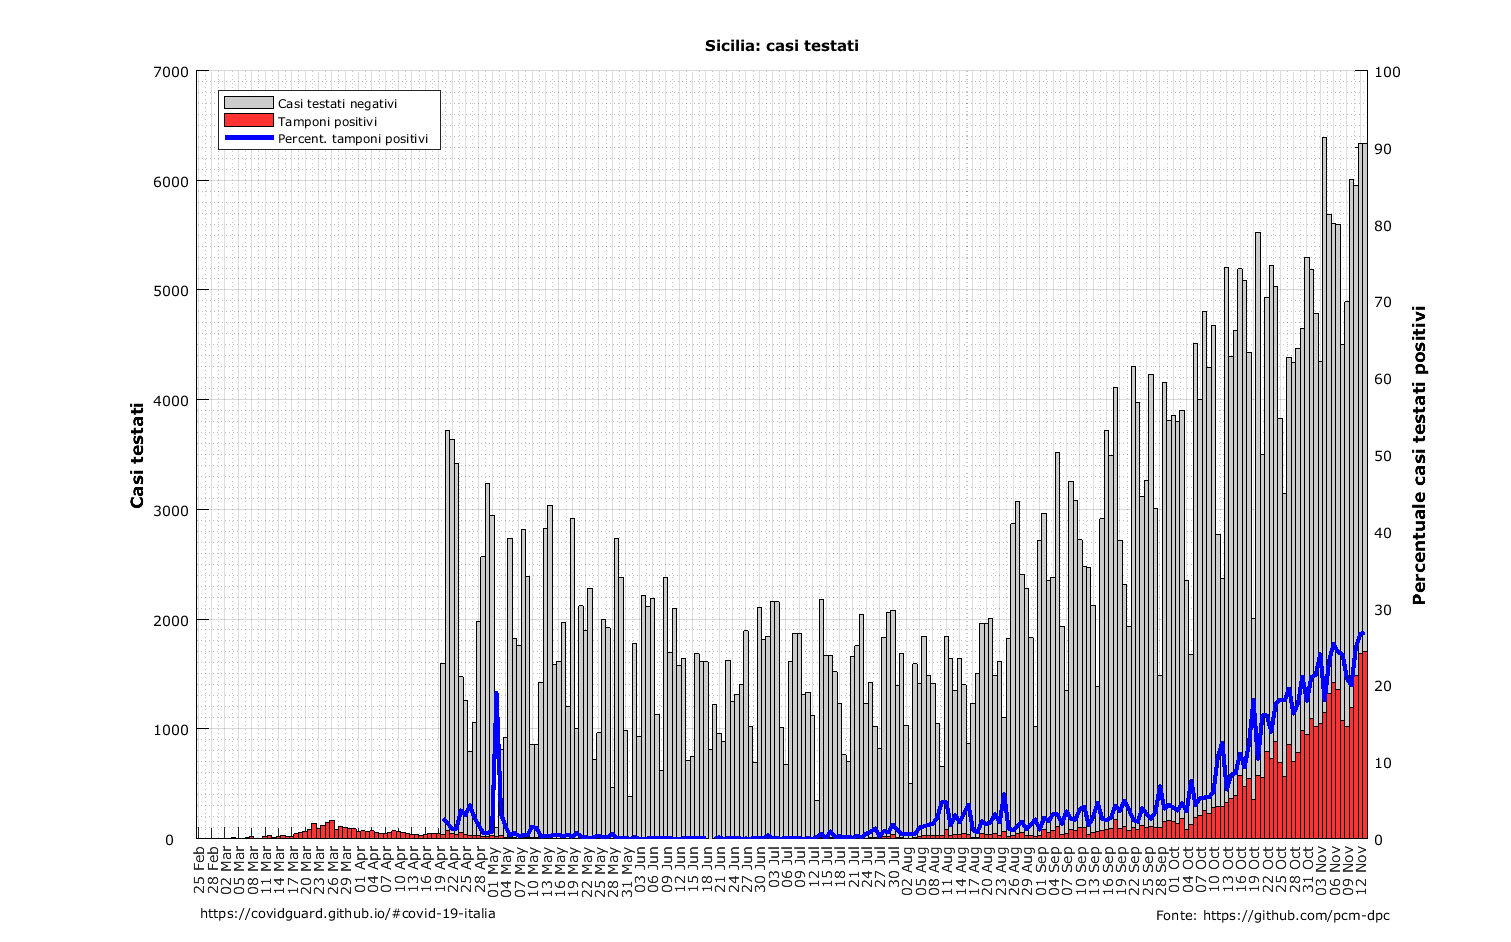 Sicilia: casi testati
7000
6000
5000
4000
3000
2000
1000
0
Casi testati
Casi testati negativi
Tamponi positivi
Percent. tamponi positivi
100
90
80
70
60
50
40
30
20
10
0
Percentuale casi testati positivi
25 Feb
28 Feb
02 Mar
05 Mar
08 Mar
11 Mar
14 Mar
17 Mar
20 Mar
23 Mar
26 Mar
29 Mar
01 Apr
04 Apr
07 Apr
10 Apr
13 Apr
16 Apr
19 Apr
22 Apr
25 Apr
28 Apr
01 May
04 May
07 May
10 May
13 May
16 May
19 May
22 May
25 May
28 May
31 May
03 Jun
06 Jun
09 Jun
12 Jun
15 Jun
18 Jun
21 Jun
24 Jun
27 Jun
30 Jun
03 Jul
06 Jul
09 Jul
12 Jul
15 Jul
18 Jul
21 Jul
24 Jul
27 Jul
30 Jul
02 Aug
05 Aug
08 Aug
11 Aug
14 Aug
17 Aug
20 Aug
23 Aug
26 Aug
29 Aug
01 Sep
04 Sep
07 Sep
10 Sep
13 Sep
16 Sep
19 Sep
22 Sep
25 Sep
28 Sep
01 Oct
04 Oct
07 Oct
10 Oct
13 Oct
16 Oct
19 Oct
22 Oct
25 Oct
28 Oct
31 Oct
03 Nov
06 Nov
09 Nov
12 Nov
https://covidguard.github.io/#covid-19-italia
Fonte: https://github.com/pcm-dpc